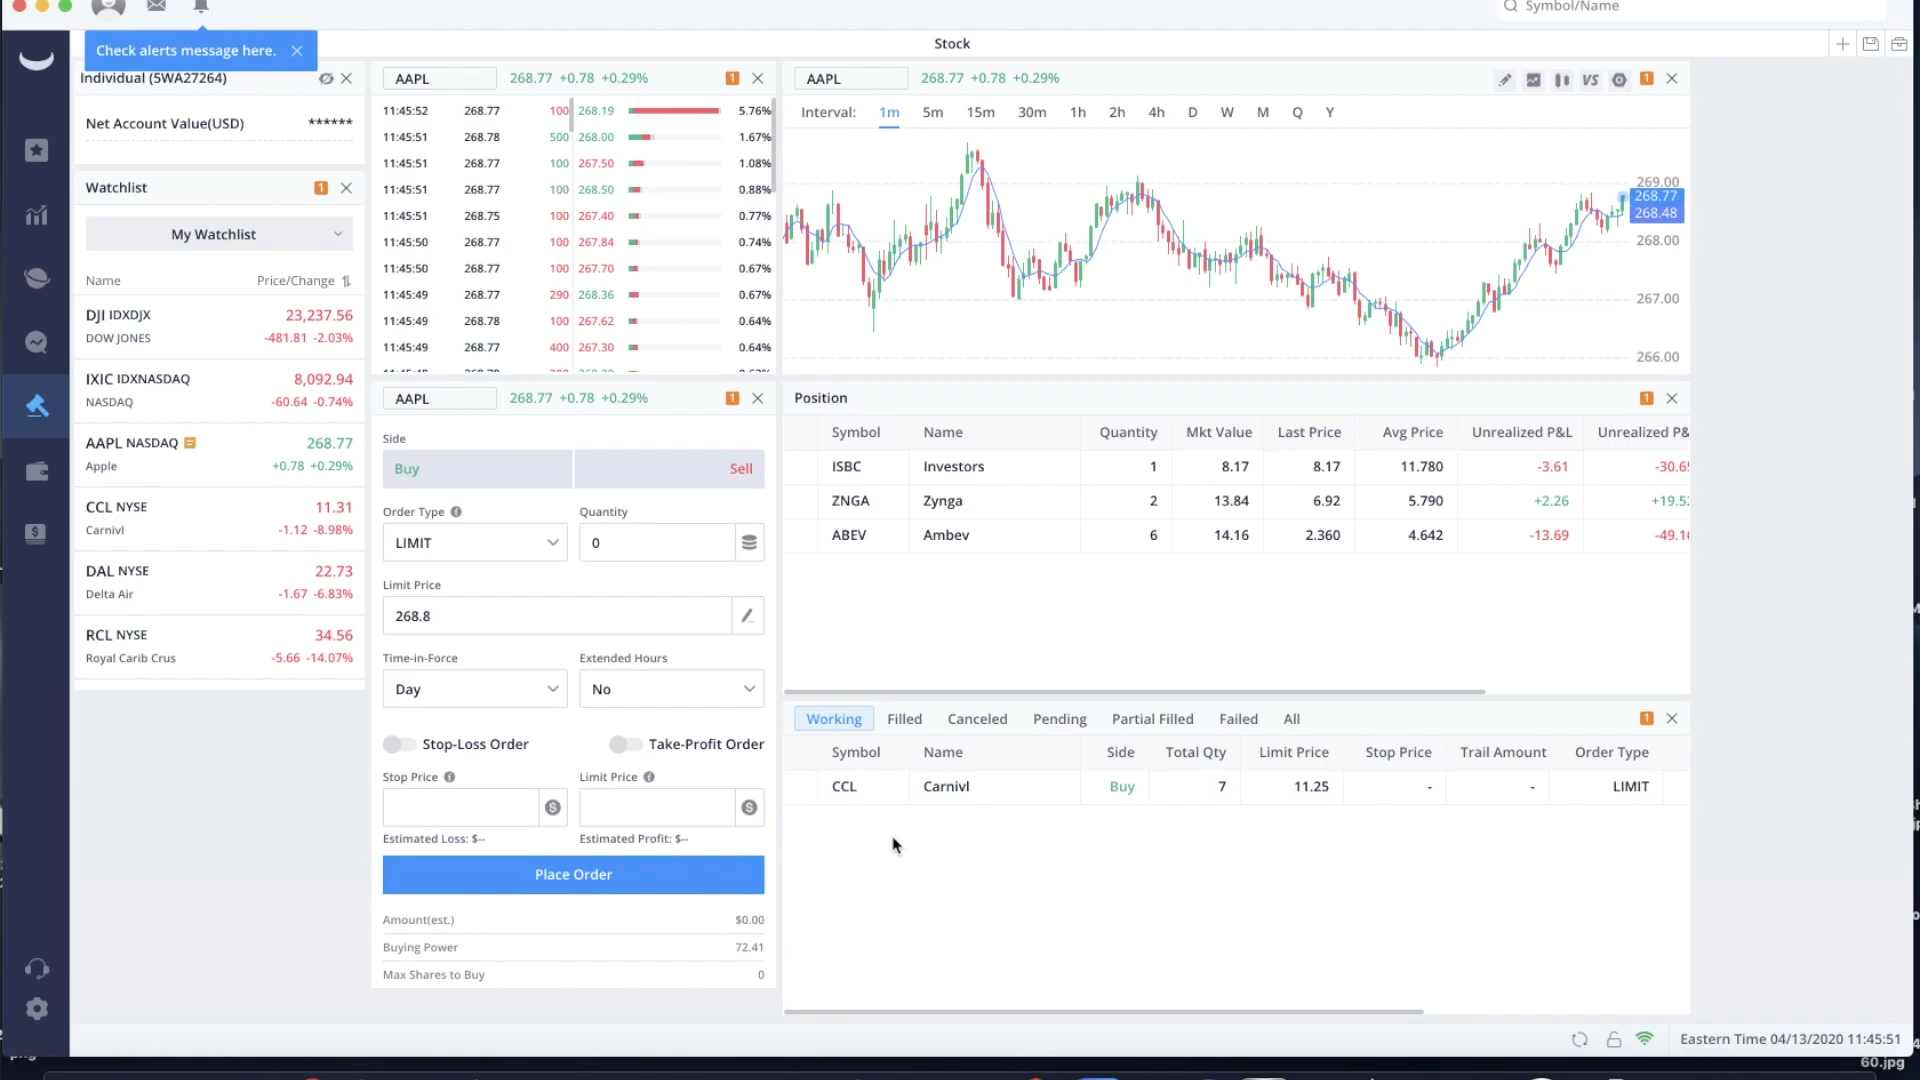 Symbol/Name
Check alerts message here.
Stock
Individual (5WA27264)
Net Account Value(USD) ******
Watchlist 1
My Watchlist
Name Price/Change
DJI IDXDJX 23,237.56
DOW JONES -481.81 -2.03%
IXIC IDXNASDAQ 8,092.94
NASDAQ -60.64 -0.74%
AAPL NASDAQ 268.77
Apple +0.78 +0.29%
CCL NYSE 11.31
Carnivl -1.12 -8.98%
DAL NYSE 22.73
Delta Air -1.67 -6.83%
RCL NYSE 34.56
Royal Carib Crus -5.66 -14.07%
AAPL 268.77 +0.78 +0.29% 1
11:45:52 268.77 100 268.19 5.76%
11:45:51 268.78 500 268.00 1.67%
11:45:51 268.77 100 267.50 1.08%
11:45:51 268.77 100 268.50 0.88%
11:45:51 268.75 100 267.40 0.77%
11:45:50 268.77 100 267.84 0.74%
11:45:50 268.77 100 267.70 0.67%
11:45:49 268.77 290 268.36 0.67%
11:45:49 268.78 100 267.62 0.64%
11:45:49 268.77 400 267.30 0.64%
AAPL 268.77 +0.78 +0.29% 1
Side
Buy Sell
Order Type Quantity
LIMIT 0
Limit Price
268.8
Time-in-Force Extended Hours
Day No
Stop-Loss Order Take-Profit Order
Stop Price Limit Price
Estimated Loss: $-- Estimated Profit: $--
Place Order
Amount(est.) $0.00
Buying Power 72.41
Max Shares to Buy 0
AAPL 268.77 +0.78 +0.29% VS 1
Interval: 1m 5m 15m 30m 1h 2h 4h D W M Q Y
269.00
268.77
268.48
268.00
267.00
266.00
Position 1
Symbol Name Quantity Mkt Value Last Price Avg Price Unrealized P&L Unrealized P&
ISBC Investors 1 8.17 8.17 11.780 -3.61 -30.65
ZNGA Zynga 2 13.84 6.92 5.790 +2.26 +19.52
ABEV Ambev 6 14.16 2.360 4.642 -13.69 -49.16
Working Filled Canceled Pending Partial Filled Failed All 1
Symbol Name Side Total Qty Limit Price Stop Price Trail Amount Order Type
CCL Carnivl Buy 7 11.25 - - LIMIT
Eastern Time 04/13/2020 11:45:51
60.jpg